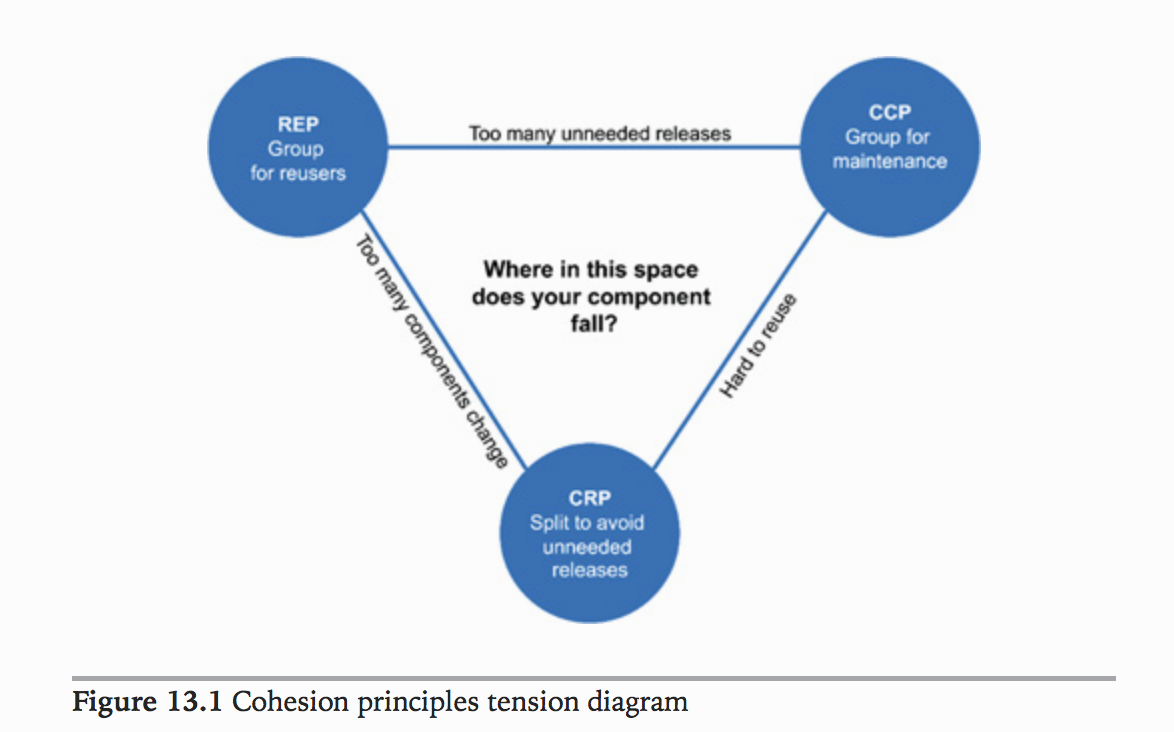 REP
Group
for reusers
Too many unneeded releases
CCP
Group for
maintenance
Too many components change
Where in this space
does your component
fall?
Hard to reuse
CRP
Split to avoid
unneeded
releases
Figure 13.1 Cohesion principles tension diagram